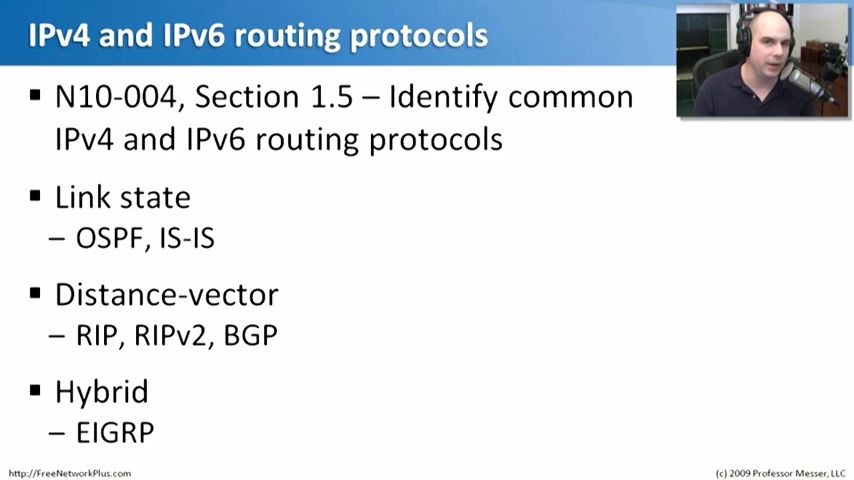 IPv4 and IPv6 routing protocols
▪ N10-004, Section 1.5 – Identify common
IPv4 and IPv6 routing protocols
▪ Link state
– OSPF, IS-IS
▪ Distance-vector
– RIP, RIPv2, BGP
▪ Hybrid
– EIGRP
http://FreeNetworkPlus.com
(c) 2009 Professor Messer, LLC